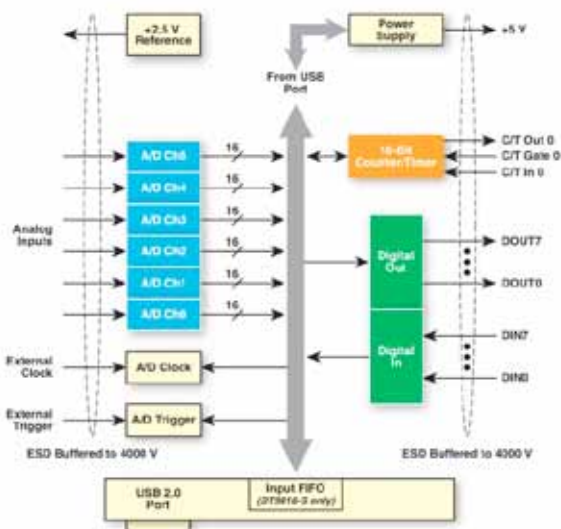 +2.5 V
Reference
Power
Supply
+5 V
From USB
Port
A/D Ch5
16
A/D Ch4
16
A/D Ch3
16
A/D Ch2
16
A/D Ch1
16
A/D Ch0
16
Analog
Inputs
16-Bit
Counter/Timer
C/T Out 0
C/T Gate 0
C/T In 0
Digital
Out
DOUT7
DOUT0
Digital
In
DIN7
DIN0
External
Clock
A/D Clock
External
Trigger
A/D Trigger
ESD Buffered to 4000 V
ESD Buffered to 4000 V
USB 2.0
Port
Input FIFO
(DT9816-S only)